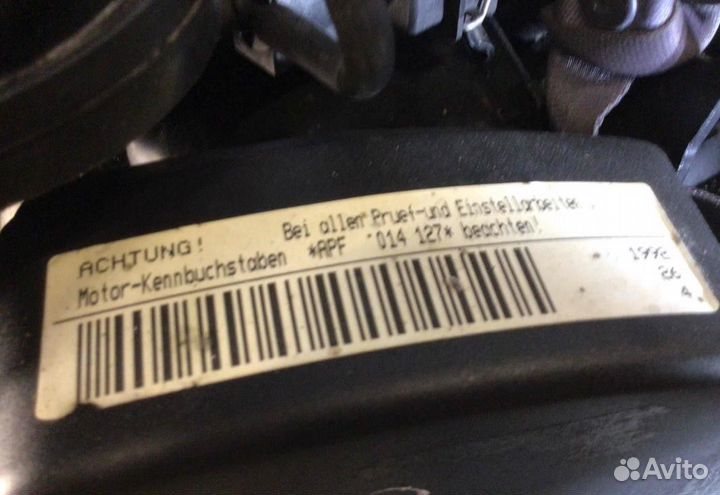 ACHTUNG! Bei allen Pruef-und Einstellarbeiten
Motor-Kennbuchstaben *APF 014 127* beachten!
1998
26
4
Avito